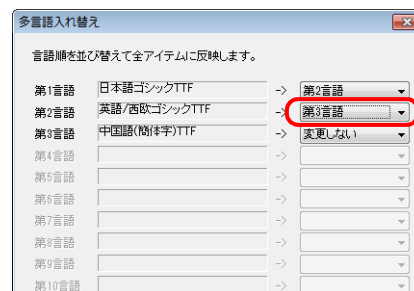 多言語入れ替え
言語順を並び替えて全アイテムに反映します。
第1言語 日本語ゴシックTTF -> 第2言語
第2言語 英語/西欧ゴシックTTF -> 第3言語
第3言語 中国語(簡体字)TTF -> 変更しない
第4言語 ->
第5言語 ->
第6言語 ->
第7言語 ->
第8言語 ->
第9言語 ->
第10言語 ->